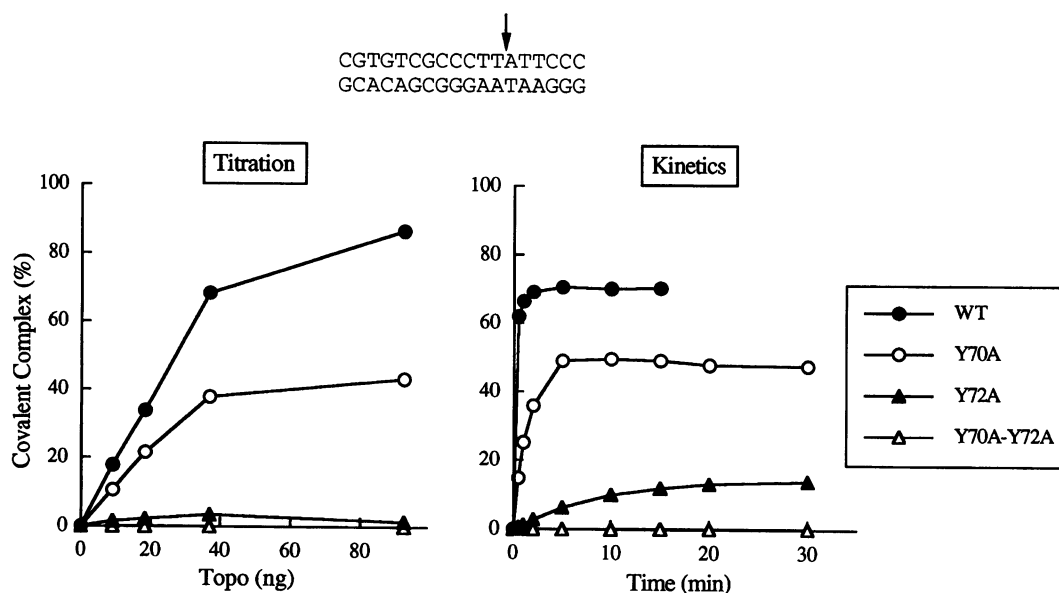 CGTGTCGCCCTTATTCCC
GCACAGCGGGAATAAGGG
Titration
Kinetics
Covalent Complex (%)
100
80
60
40
20
0
0 20 40 60 80
Topo (ng)
100
80
60
40
20
0
0 10 20 30
Time (min)
WT
Y70A
Y72A
Y70A-Y72A